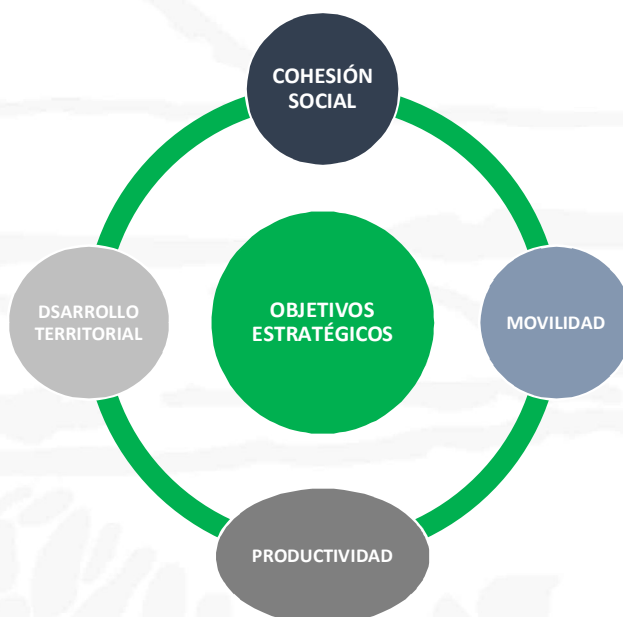 COHESIÓN
SOCIAL
DSARROLLO
TERRITORIAL
OBJETIVOS
ESTRATÉGICOS
MOVILIDAD
PRODUCTIVIDAD